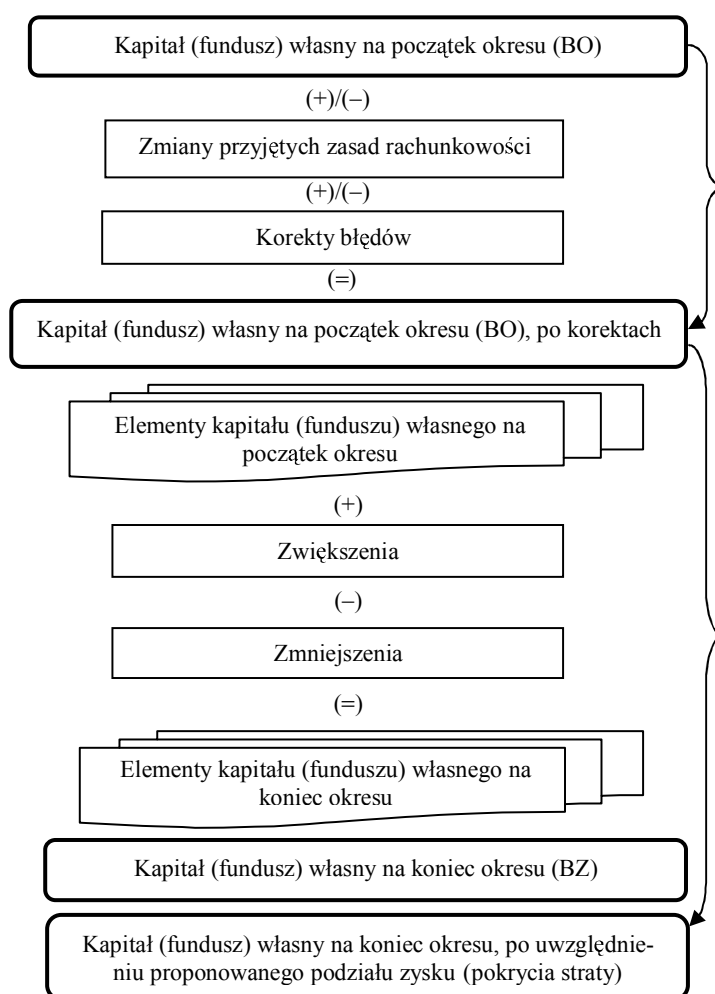 Kapitał (fundusz) własny na początek okresu (BO)
(+)/(–)
Zmiany przyjętych zasad rachunkowości
(+)/(–)
Korekty błędów
(=)
Kapitał (fundusz) własny na początek okresu (BO), po korektach
Elementy kapitału (funduszu) własnego na
początek okresu
(+)
Zwiększenia
(–)
Zmniejszenia
(=)
Elementy kapitału (funduszu) własnego na
koniec okresu
Kapitał (fundusz) własny na koniec okresu (BZ)
Kapitał (fundusz) własny na koniec okresu, po uwzględnie-
niu proponowanego podziału zysku (pokrycia straty)